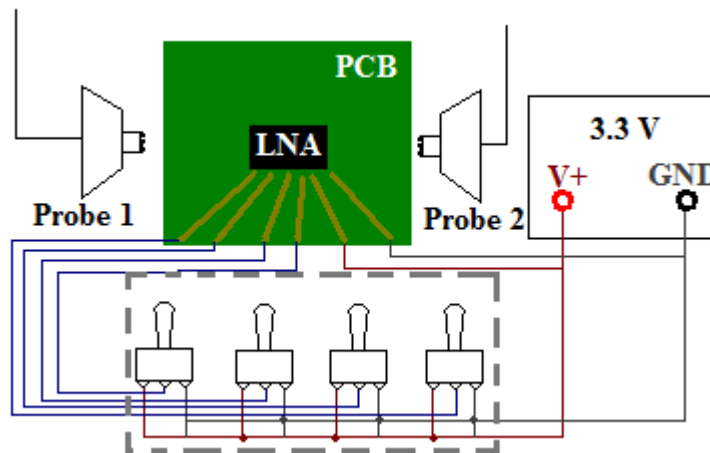 PCB
3.3 V
LNA
V+
GND
Probe 1
Probe 2